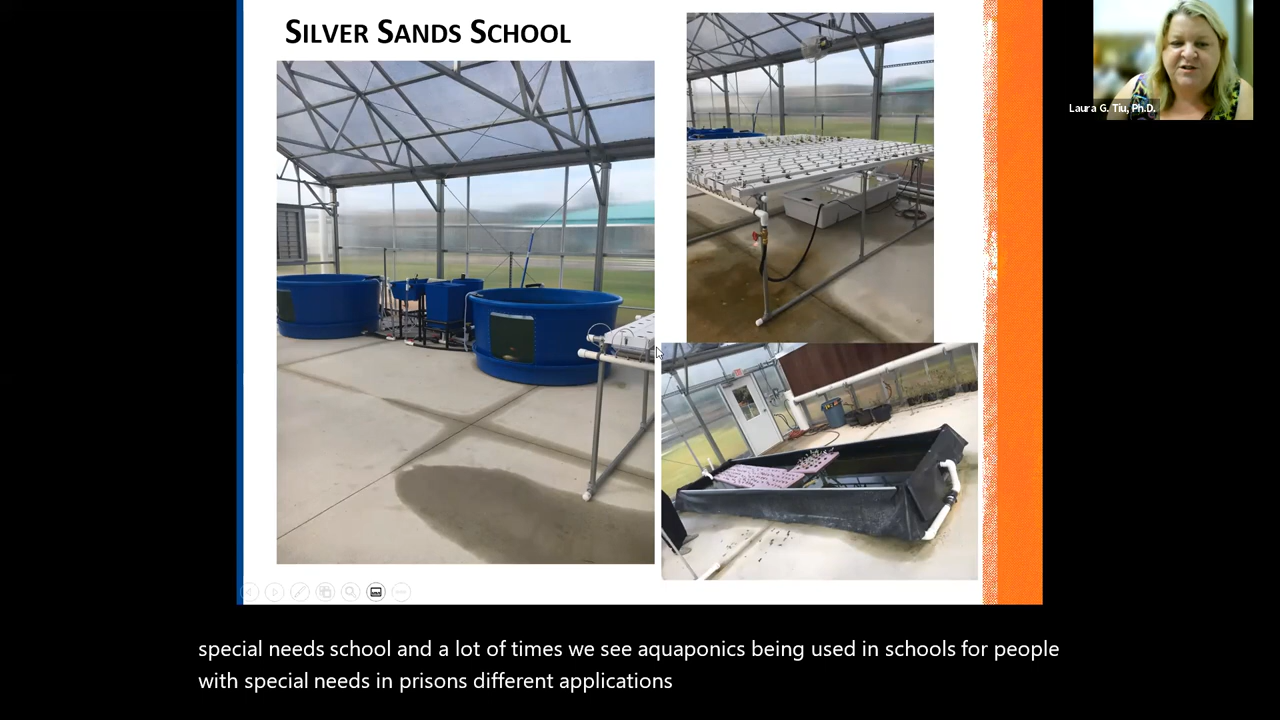 SILVER SANDS SCHOOL
Laura G. Tiu, Ph.D.
special needs school and a lot of times we see aquaponics being used in schools for people
with special needs in prisons different applications